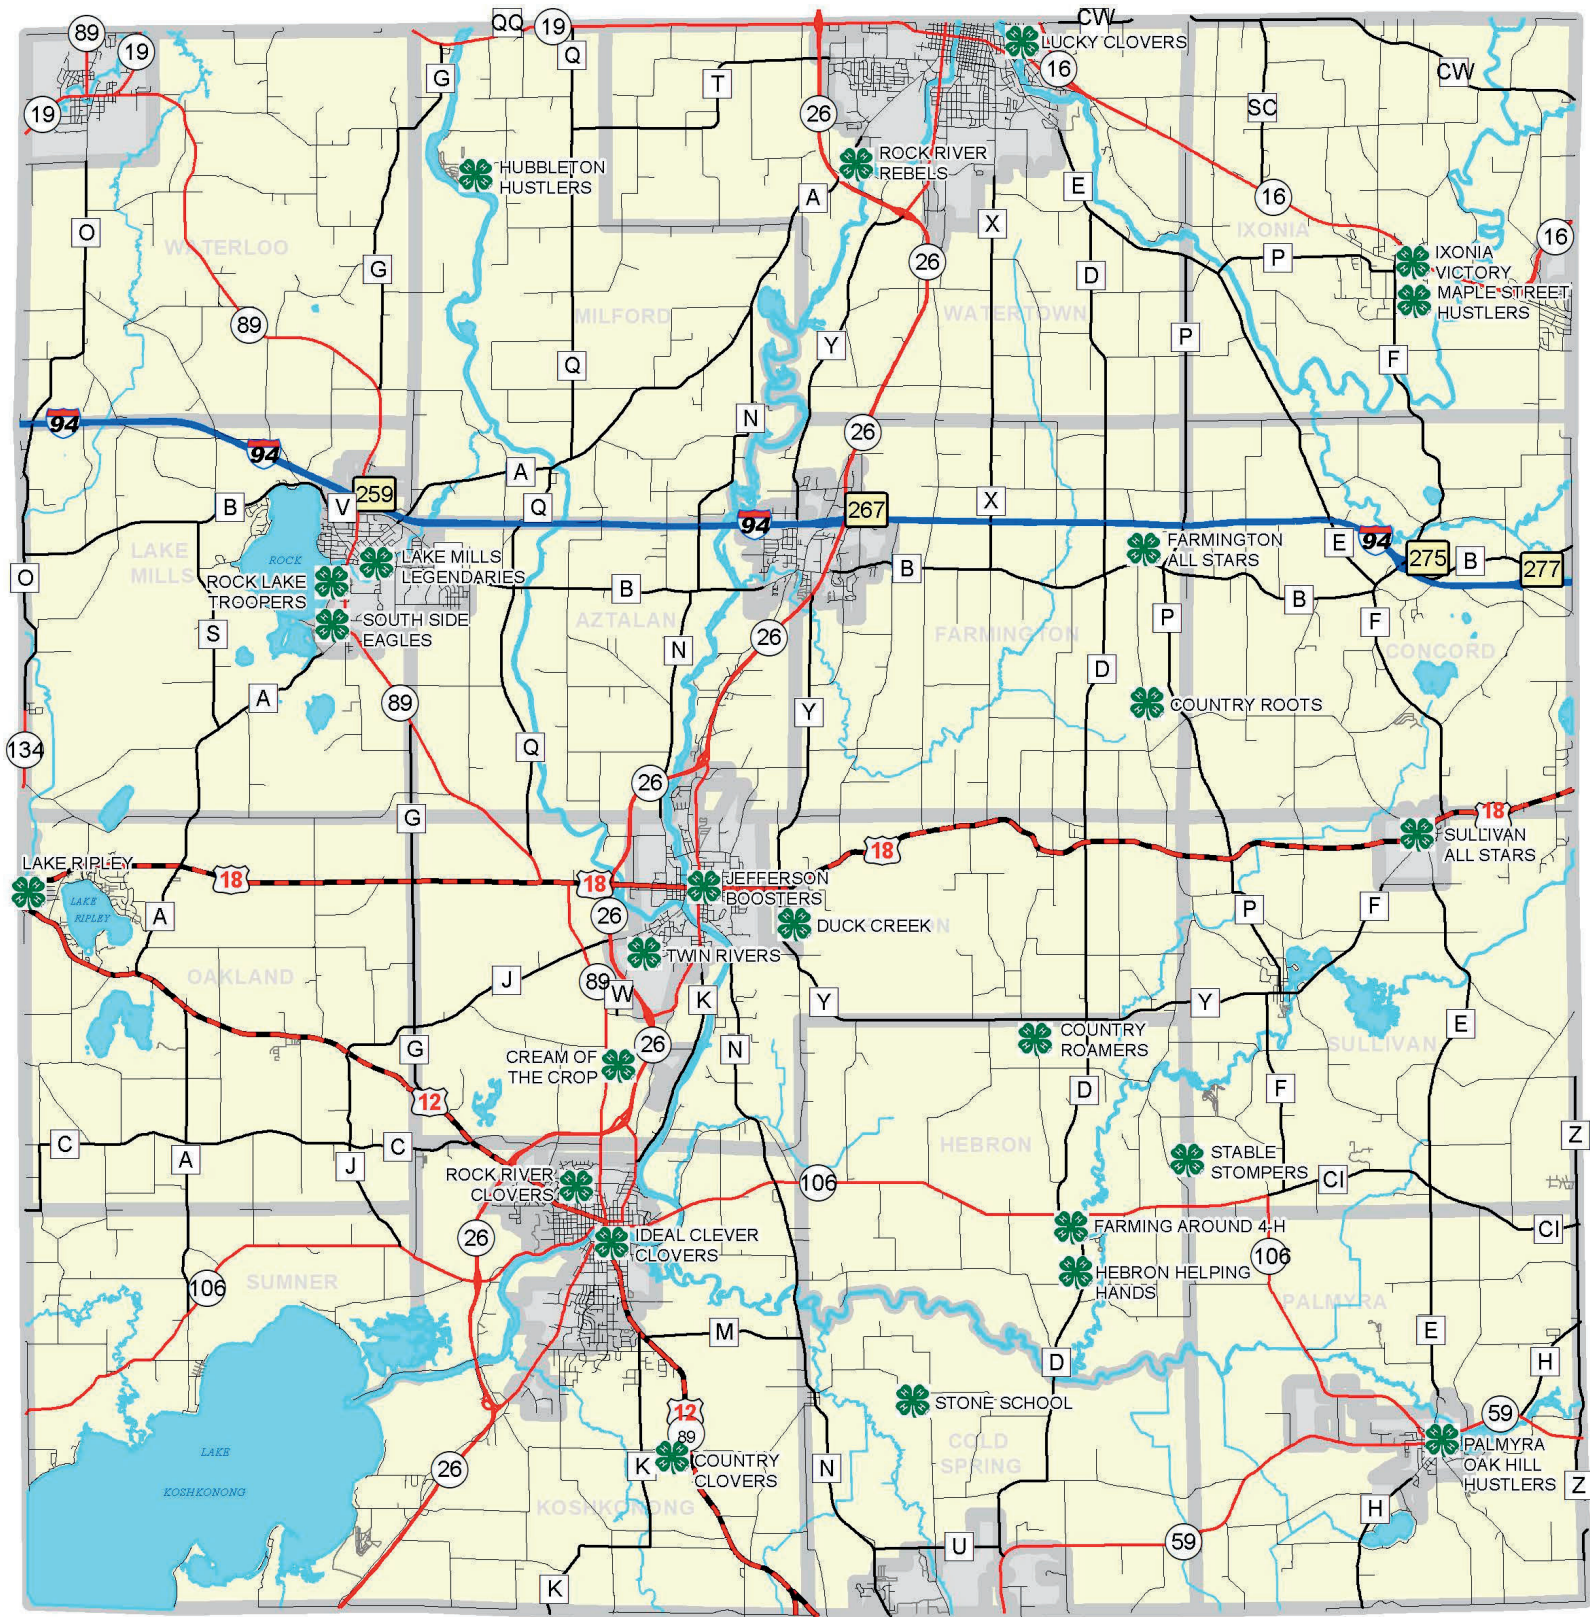 QQ
19
Q
CW
89
19
LUCKY CLOVERS
16
CW
G
T
19
26
SC
HUBBLETON
HUSTLERS
ROCK RIVER
REBELS
A
E
16
O
X
IXONIA
16
WATERLOO
G
26
D
P
IXONIA
VICTORY
MAPLE STREET
HUSTLERS
89
MILFORD
WATERTOWN
Y
P
Q
F
94
N
26
94
A
B
V
259
Q
94
267
X
E
94
275
B
277
LAKE
MILLS
ROCK
LAKE MILLS
LEGENDARIES
FARMINGTON
ALL STARS
O
ROCK LAKE
TROOPERS
B
B
B
S
SOUTH SIDE
EAGLES
AZTALAN
26
FARMINGTON
P
F
N
CONCORD
A
89
D
Y
COUNTRY ROOTS
134
Q
26
G
18
SULLIVAN
ALL STARS
LAKE RIPLEY
18
18
18
JEFFERSON
BOOSTERS
LAKE
RIPLEY
A
26
DUCK CREEK
ON
P
F
TWIN RIVERS
OAKLAND
J
89
W
K
Y
Y
E
G
26
N
COUNTRY
ROAMERS
SULLIVAN
CREAM OF
THE CROP
12
D
F
C
A
J
C
HEBRON
Z
ROCK RIVER
CLOVERS
106
STABLE
STOMPERS
CI
26
IDEAL CLEVER
CLOVERS
FARMING AROUND 4-H
CI
106
SUMNER
106
HEBRON HELPING
HANDS
PALMYRA
M
E
D
H
12
89
STONE SCHOOL
59
LAKE
KOSHKONONG
26
K
COUNTRY
CLOVERS
N
COLD
SPRING
PALMYRA
OAK HILL
HUSTLERS
Z
KOSHKONONG
H
59
U
K